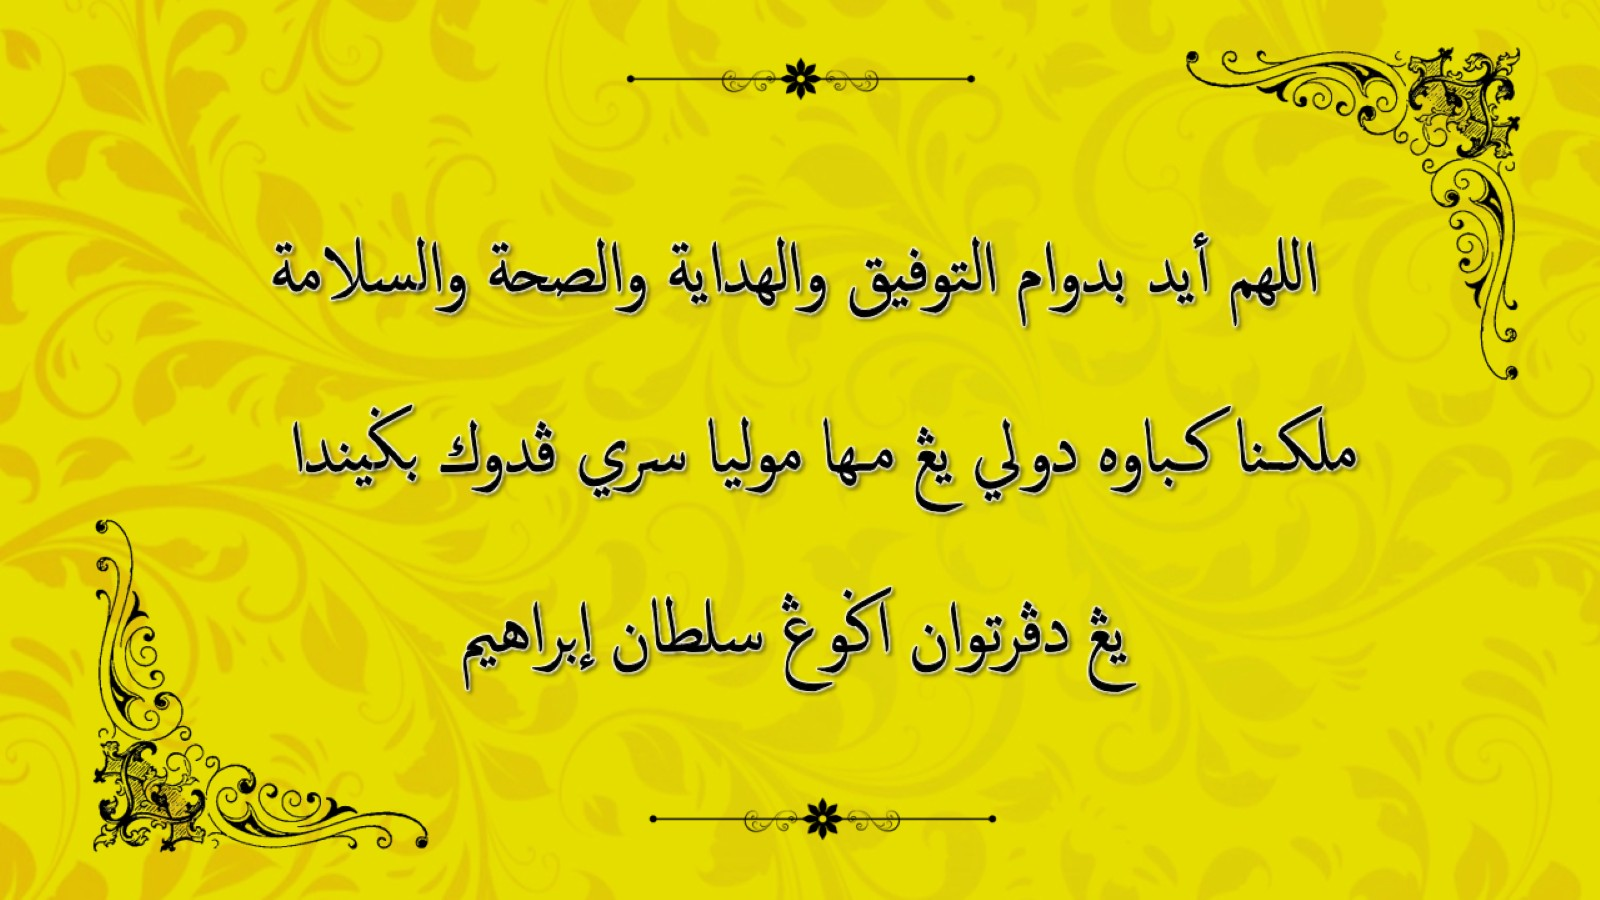 اللهم أيد بدوام التوفيق والهداية والصحة والسلامة
ملكنا كباوه دولي يڠ مها موليا سري ڤدوك بݢيندا
يڠ دڤرتوان اݢوڠ سلطان إبراهيم